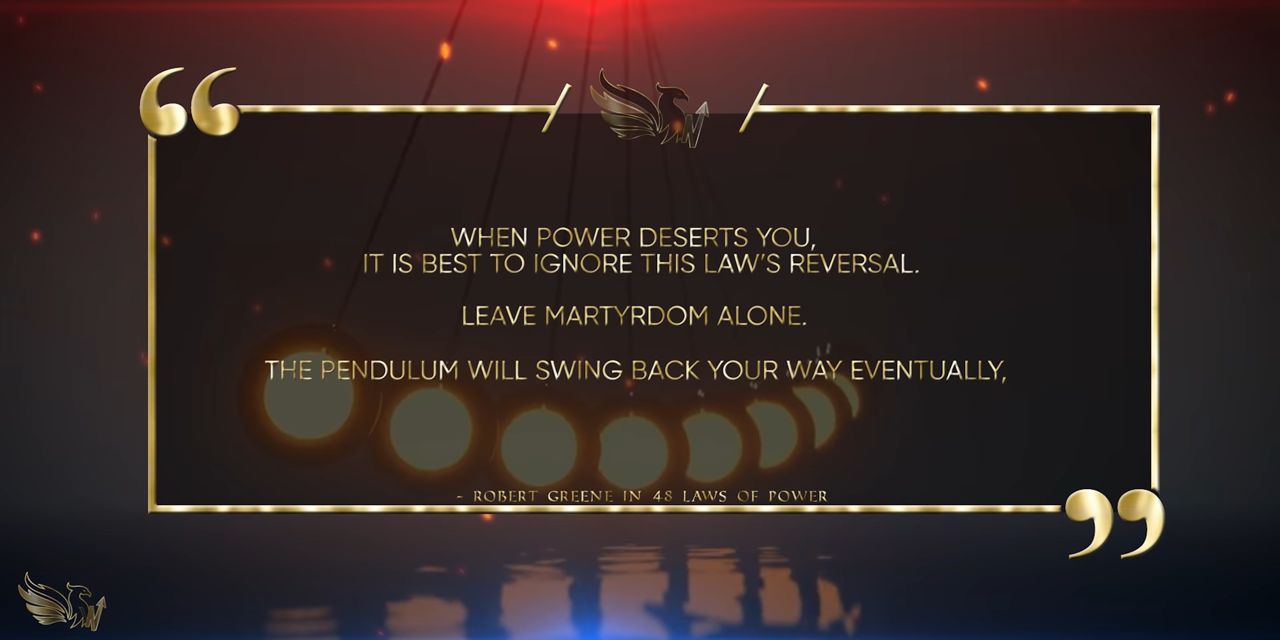 WHEN POWER DESERTS YOU,
IT IS BEST TO IGNORE THIS LAW'S REVERSAL.
LEAVE MARTYRDOM ALONE.
THE PENDULUM WILL SWING BACK YOUR WAY EVENTUALLY,
- ROBERT GREENE IN 48 LAWS OF POWER